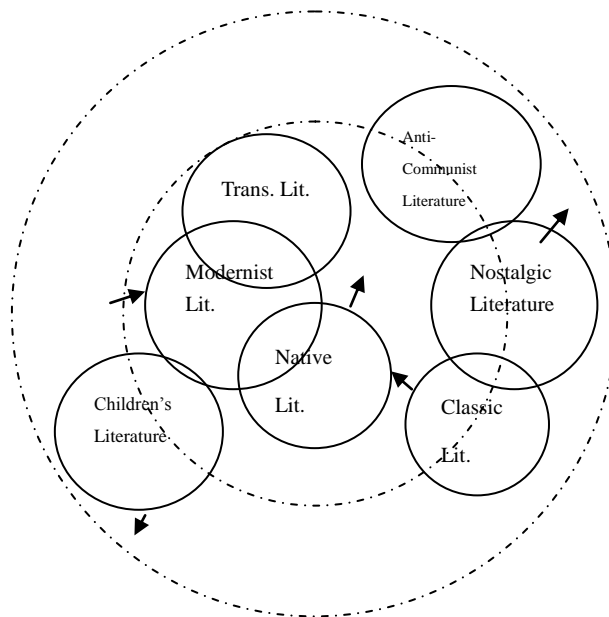 Anti-
Communist
Literature
Trans. Lit.
Modernist
Lit.
Nostalgic
Literature
Native
Lit.
Children's
Literature
Classic
Lit.